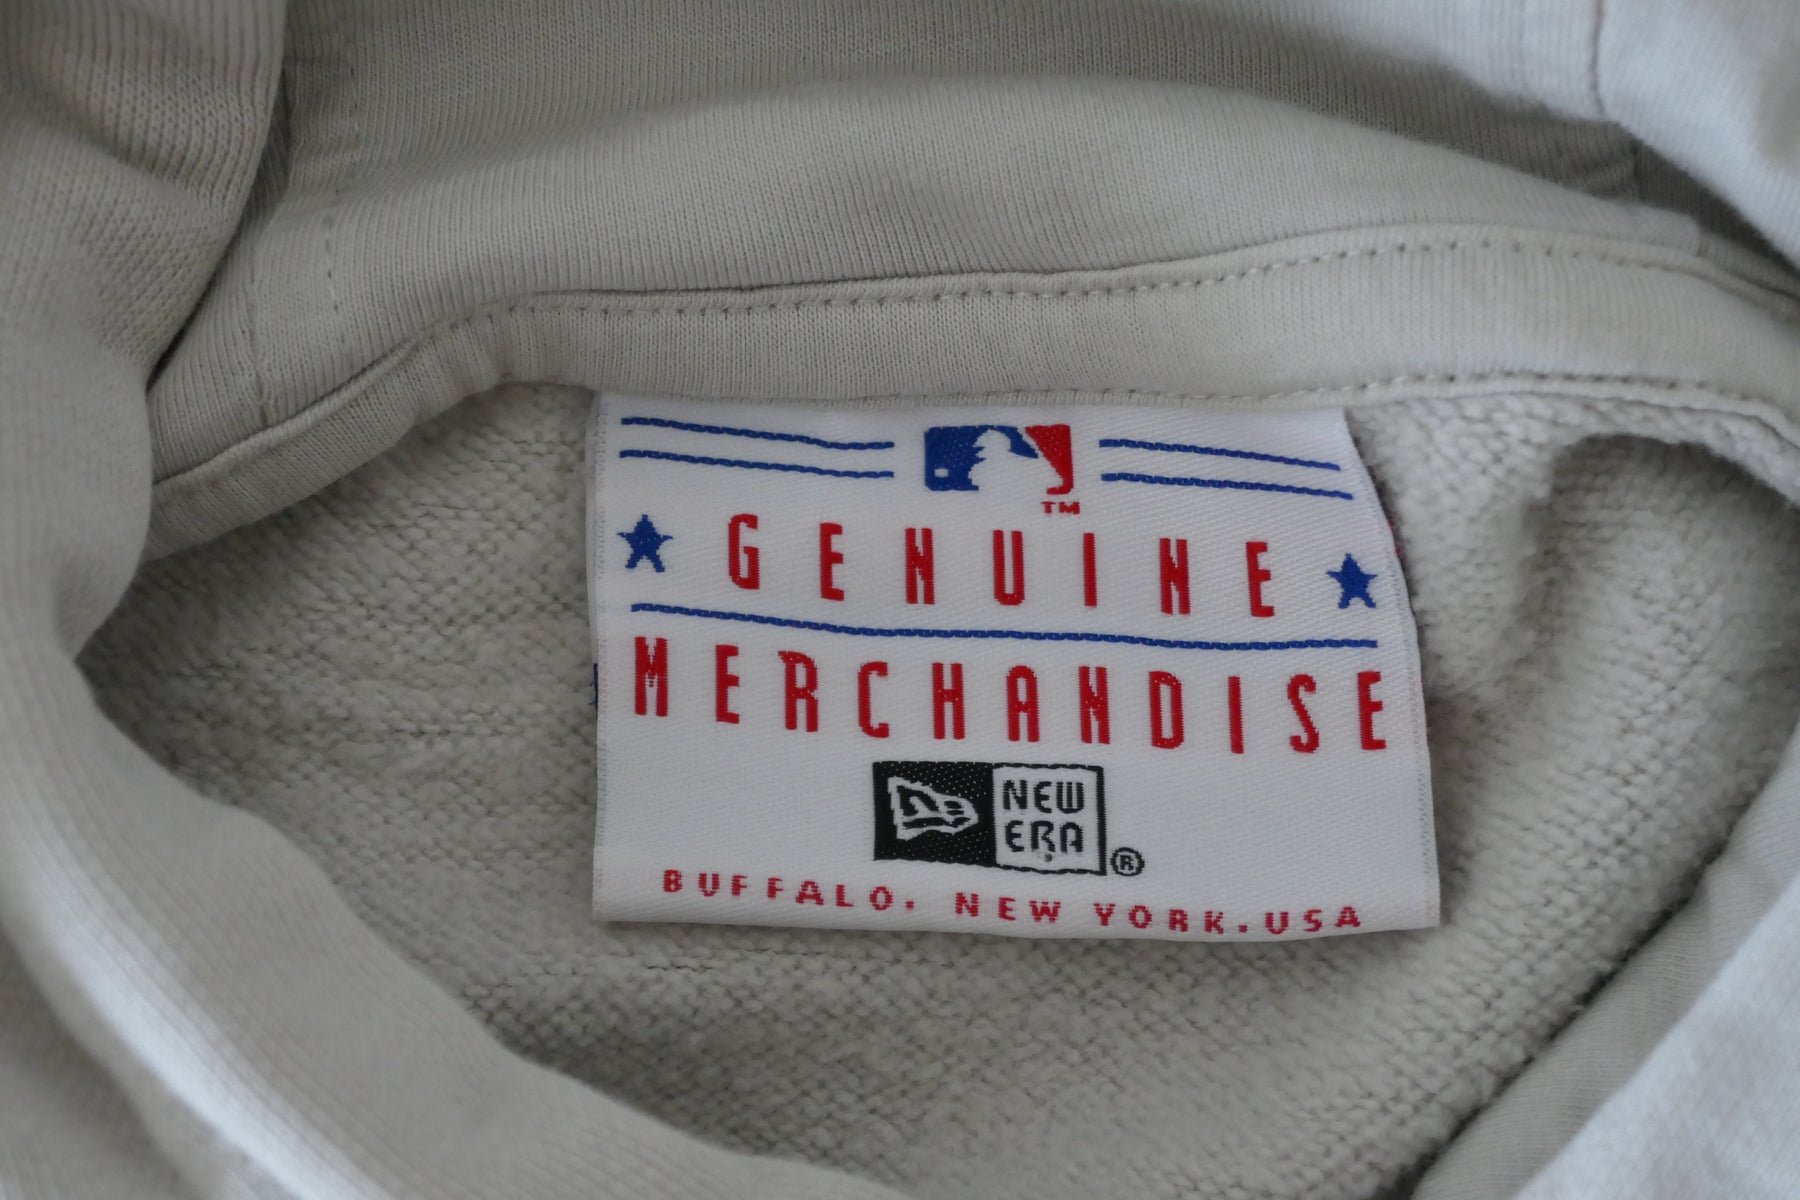 TM
GENUINE
MERCHANDISE
NEW
ERA®
BUFFALO, NEW YORK. USA